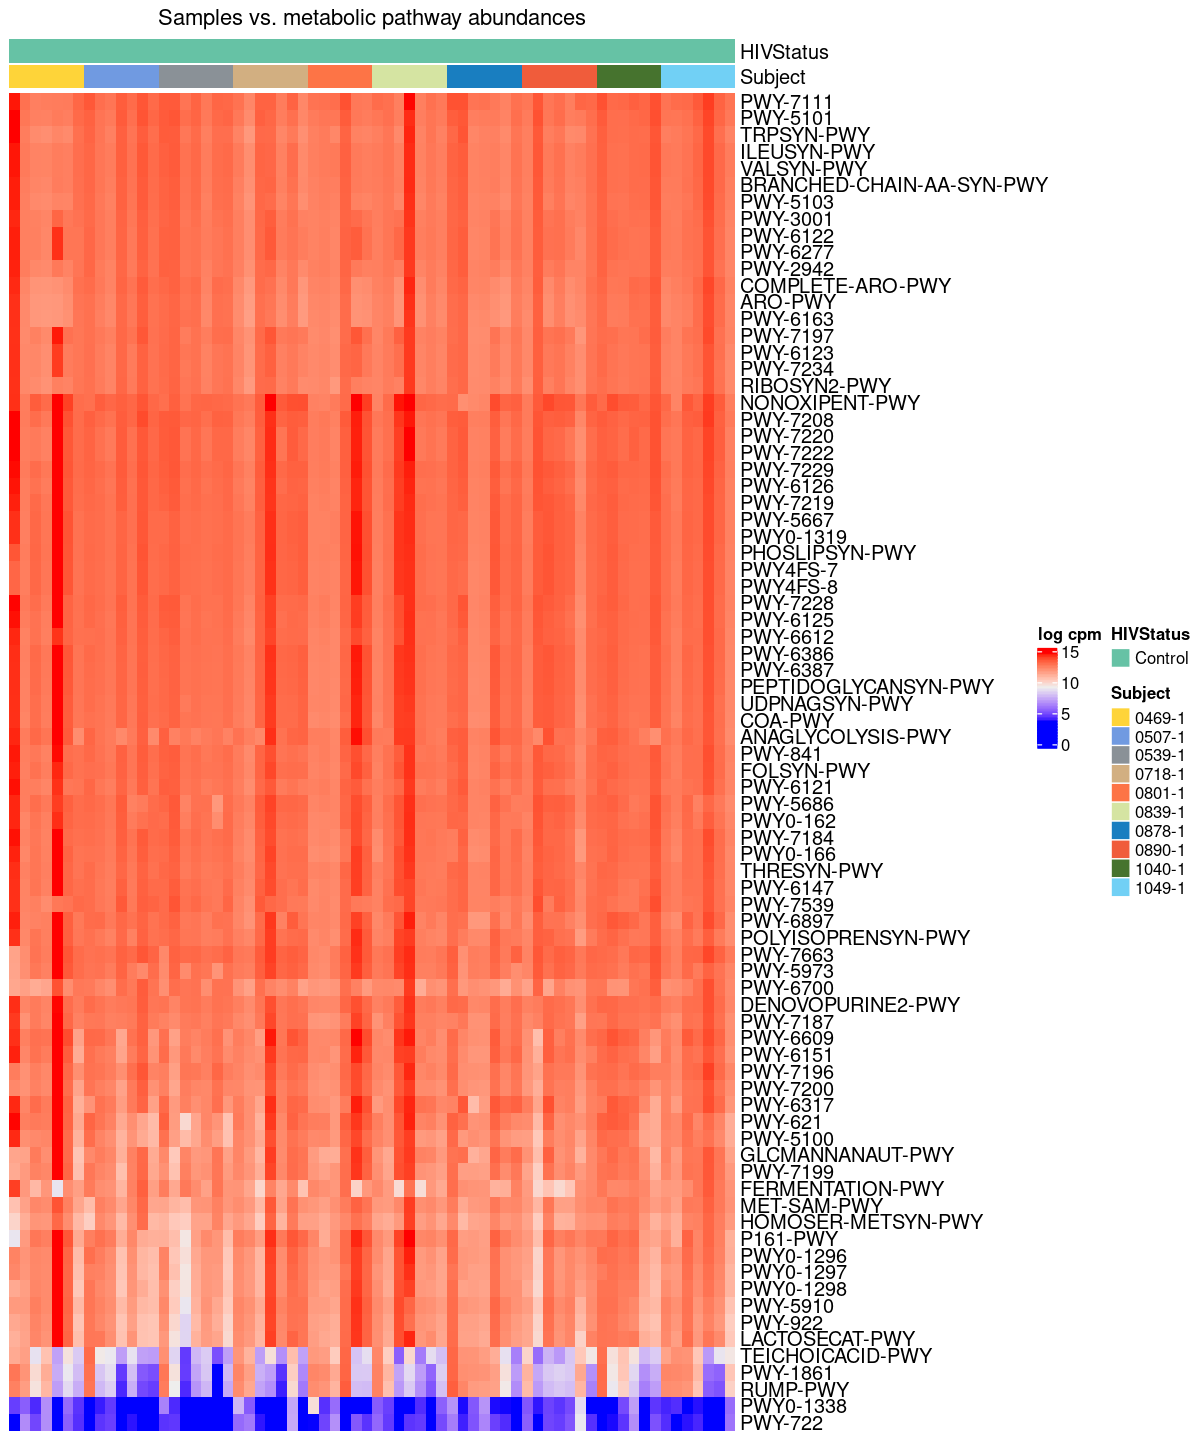 Samples vs. metabolic pathway abundances
HIVStatus
Subject
PWY-7111
PWY-5101
TRPSYN-PWY
ILEUSYN-PWY
VALSYN-PWY
BRANCHED-CHAIN-AA-SYN-PWY
PWY-5103
PWY-3001
PWY-6122
PWY-6277
PWY-2942
COMPLETE-ARO-PWY
ARO-PWY
PWY-6163
PWY-7197
PWY-6123
PWY-7234
RIBOSYN2-PWY
NONOXIPENT-PWY
PWY-7208
PWY-7220
PWY-7222
PWY-7229
PWY-6126
PWY-7219
PWY-5667
PWY0-1319
PHOSLIPSYN-PWY
PWY4FS-7
PWY4FS-8
PWY-7228
PWY-6125
PWY-6612
PWY-6386
PWY-6387
PEPTIDOGLYCANSYN-PWY
UDPNAGSYN-PWY
COA-PWY
ANAGLYCOLYSIS-PWY
PWY-841
FOLSYN-PWY
PWY-6121
PWY-5686
PWY0-162
PWY-7184
PWY0-166
THRESYN-PWY
PWY-6147
PWY-7539
PWY-6897
POLYISOPRENSYN-PWY
PWY-7663
PWY-5973
PWY-6700
DENOVOPURINE2-PWY
PWY-7187
PWY-6609
PWY-6151
PWY-7196
PWY-7200
PWY-6317
PWY-621
PWY-5100
GLCMANNANAUT-PWY
PWY-7199
FERMENTATION-PWY
MET-SAM-PWY
HOMOSER-METSYN-PWY
P161-PWY
PWY0-1296
PWY0-1297
PWY0-1298
PWY-5910
PWY-922
LACTOSECAT-PWY
TEICHOICACID-PWY
PWY-1861
RUMP-PWY
PWY0-1338
PWY-722
log cpm
15
10
5
0
HIVStatus
Control
Subject
0469-1
0507-1
0539-1
0718-1
0801-1
0839-1
0878-1
0890-1
1040-1
1049-1